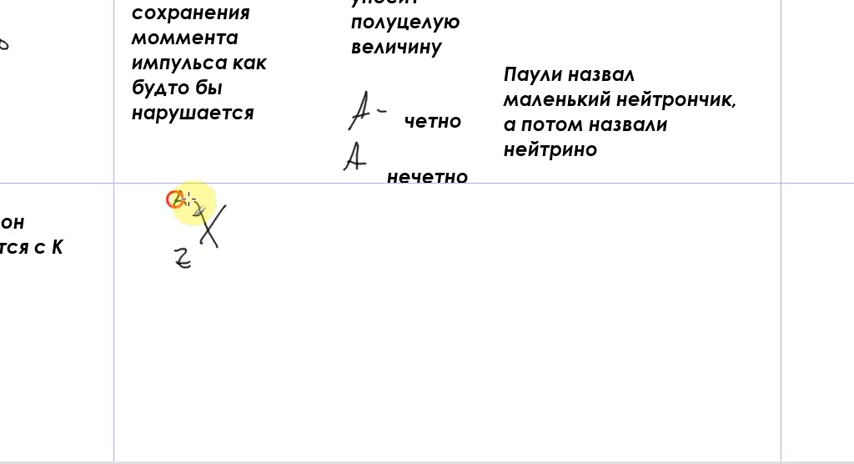 сохранения
моммента
импульса как
будто бы
нарушается
полуцелую
величину
A - четно
A
нечетно
Паули назвал
маленький нейтрончик,
а потом назвали
нейтрино
он
тся с К
A
X
z